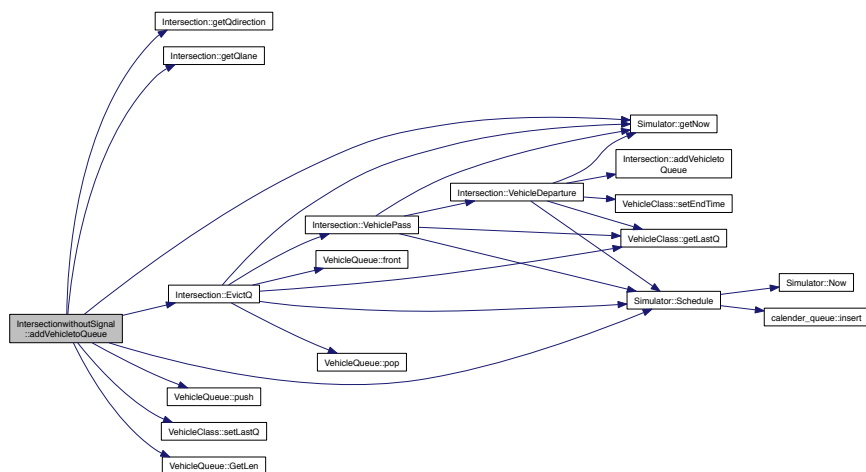 Intersection::getQdirection
Intersection::getQlane
Simulator::getNow
Intersection::addVehicleto
Queue
Intersection::VehicleDeparture
VehicleClass::setEndTime
Intersection::VehiclePass
VehicleClass::getLastQ
VehicleQueue::front
Simulator::Now
Intersection::EvictQ
Simulator::Schedule
calender_queue::insert
IntersectionwithoutSignal
::addVehicletoQueue
VehicleQueue::pop
VehicleQueue::push
VehicleClass::setLastQ
VehicleQueue::GetLen